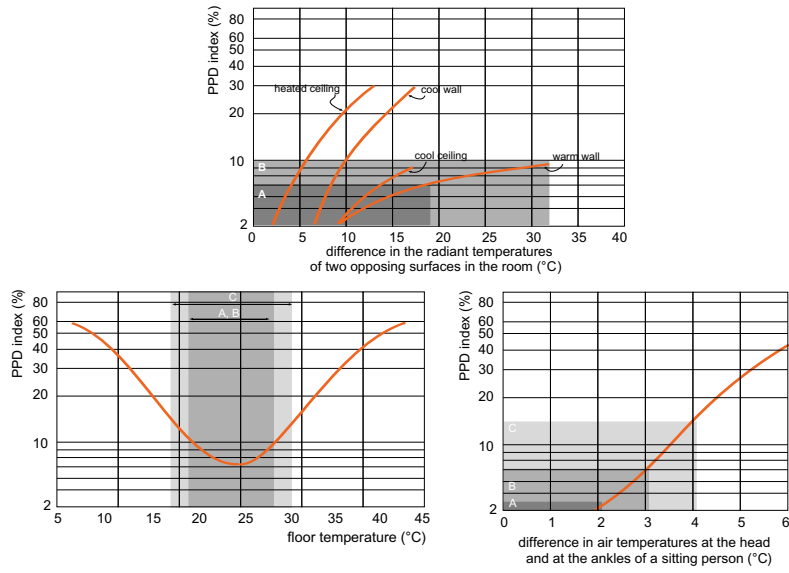 PPD index (%)
80
60
50
40
30
20
10
2
heated ceiling
cool wall
cool ceiling
warm wall
B
A
0 5 10 15 20 25 30 35 40
difference in the radiant temperatures
of two opposing surfaces in the room (°C)
PPD index (%)
80
60
50
40
30
20
10
2
C
A, B
5 10 15 20 25 30 35 40 45
floor temperature (°C)
PPD index (%)
80
60
50
40
30
20
10
2
C
B
A
0 1 2 3 4 5 6
difference in air temperatures at the head
and at the ankles of a sitting person (°C)